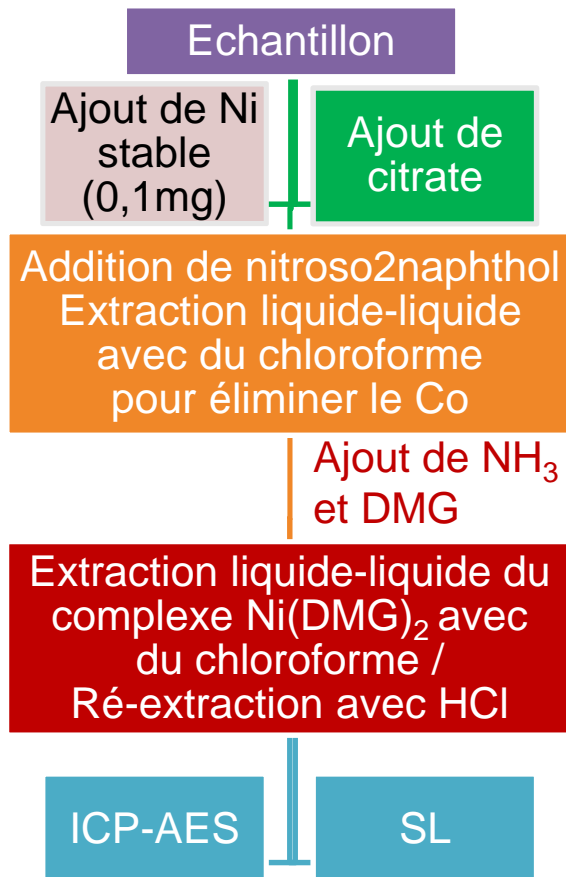 Echantillon
Ajout de Ni
stable
(0,1mg)
Ajout de
citrate
Addition de nitroso2naphthol
Extraction liquide-liquide
avec du chloroforme
pour éliminer le Co
Ajout de NH₃
et DMG
Extraction liquide-liquide du
complexe Ni(DMG)₂ avec
du chloroforme /
Ré-extraction avec HCl
ICP-AES
SL